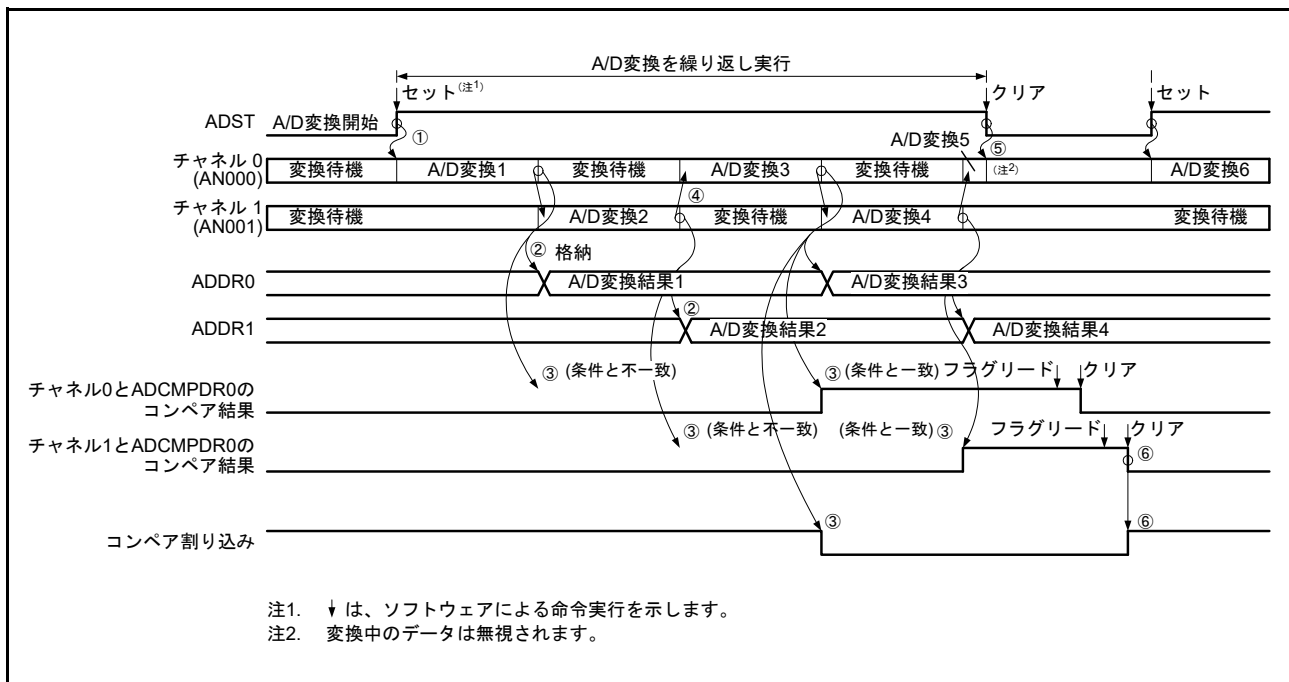 A/D変換を繰り返し実行
セット(注1)
クリア
セット
ADST
A/D変換開始
①
⑤
A/D変換5
チャネル 0
(AN000)
変換待機
A/D変換1
変換待機
A/D変換3
変換待機
(注2)
A/D変換6
④
チャネル 1
(AN001)
変換待機
A/D変換2
変換待機
A/D変換4
変換待機
② 格納
ADDR0
A/D変換結果1
A/D変換結果3
②
ADDR1
A/D変換結果2
A/D変換結果4
③ (条件と不一致)
③ (条件と一致)
フラグリード
クリア
チャネル0とADCMPDR0の
コンペア結果
③ (条件と不一致)
(条件と一致) ③
フラグリード
クリア
チャネル1とADCMPDR0の
コンペア結果
⑥
③
⑥
コンペア割り込み
注1. ↓は、ソフトウェアによる命令実行を示します。
注2. 変換中のデータは無視されます。